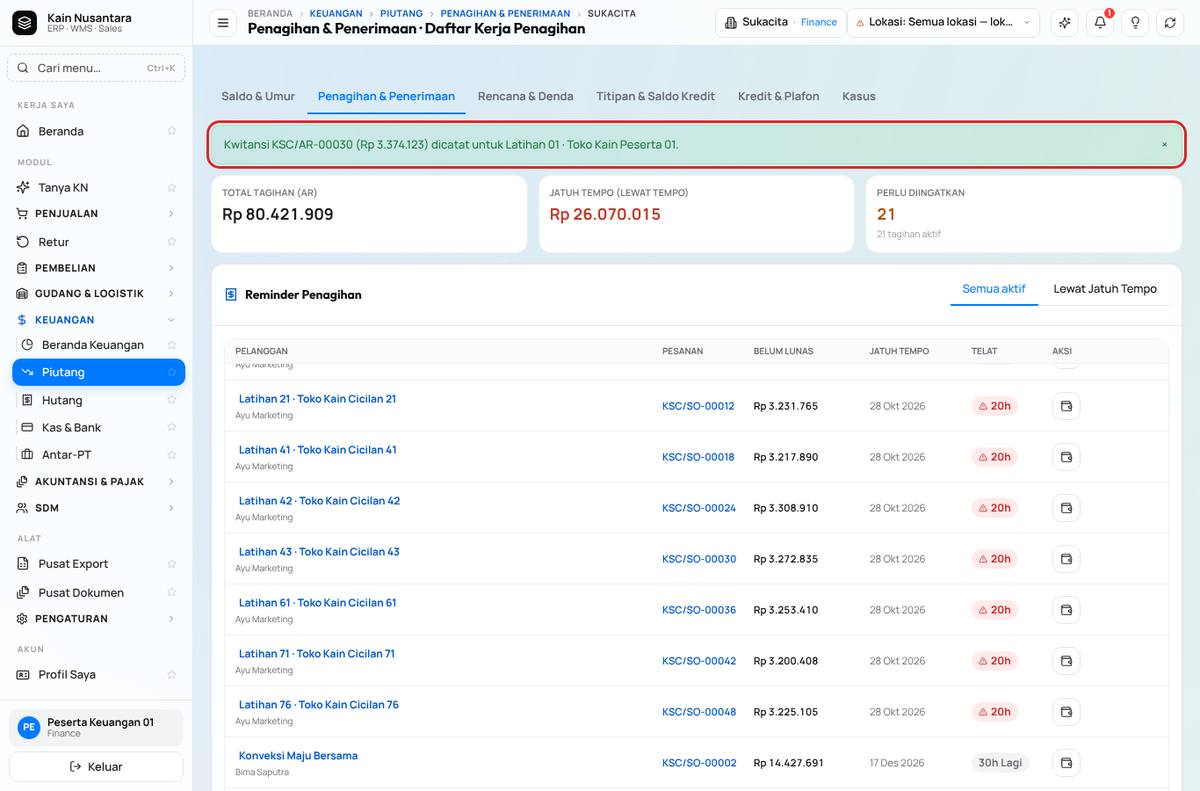 Kain Nusantara
ERP · WMS · Sales
Cari menu... Ctrl+K
KERJA SAYA
Beranda
MODUL
Tanya KN
PENJUALAN
Retur
PEMBELIAN
GUDANG & LOGISTIK
KEUANGAN
Beranda Keuangan
Piutang
Hutang
Kas & Bank
Antar-PT
AKUNTANSI & PAJAK
SDM
ALAT
Pusat Export
Pusat Dokumen
PENGATURAN
AKUN
Profil Saya
PE Peserta Keuangan 01
Finance
Keluar
BERANDA > KEUANGAN > PIUTANG > PENAGIHAN & PENERIMAAN > SUKACITA
Penagihan & Penerimaan · Daftar Kerja Penagihan
Sukacita · Finance
Lokasi: Semua lokasi — lok...
1
Saldo & Umur Penagihan & Penerimaan Rencana & Denda Titipan & Saldo Kredit Kredit & Plafon Kasus
Kwitansi KSC/AR-00030 (Rp 3.374.123) dicatat untuk Latihan 01 · Toko Kain Peserta 01. ×
TOTAL TAGIHAN (AR)
Rp 80.421.909
JATUH TEMPO (LEWAT TEMPO)
Rp 26.070.015
PERLU DIINGATKAN
21
21 tagihan aktif
Reminder Penagihan
Semua aktif Lewat Jatuh Tempo
PELANGGAN PESANAN BELUM LUNAS JATUH TEMPO TELAT AKSI
Ayu Marketing
Latihan 21 · Toko Kain Cicilan 21 KSC/SO-00012 Rp 3.231.765 28 Okt 2026 20h
Ayu Marketing
Latihan 41 · Toko Kain Cicilan 41 KSC/SO-00018 Rp 3.217.890 28 Okt 2026 20h
Ayu Marketing
Latihan 42 · Toko Kain Cicilan 42 KSC/SO-00024 Rp 3.308.910 28 Okt 2026 20h
Ayu Marketing
Latihan 43 · Toko Kain Cicilan 43 KSC/SO-00030 Rp 3.272.835 28 Okt 2026 20h
Ayu Marketing
Latihan 61 · Toko Kain Cicilan 61 KSC/SO-00036 Rp 3.253.410 28 Okt 2026 20h
Ayu Marketing
Latihan 71 · Toko Kain Cicilan 71 KSC/SO-00042 Rp 3.200.408 28 Okt 2026 20h
Ayu Marketing
Latihan 76 · Toko Kain Cicilan 76 KSC/SO-00048 Rp 3.225.105 28 Okt 2026 20h
Ayu Marketing
Konveksi Maju Bersama KSC/SO-00002 Rp 14.427.691 17 Des 2026 30h Lagi
Bima Saputra